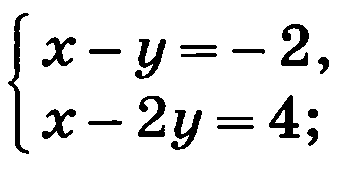 x − y = − 2,
x − 2y = 4;